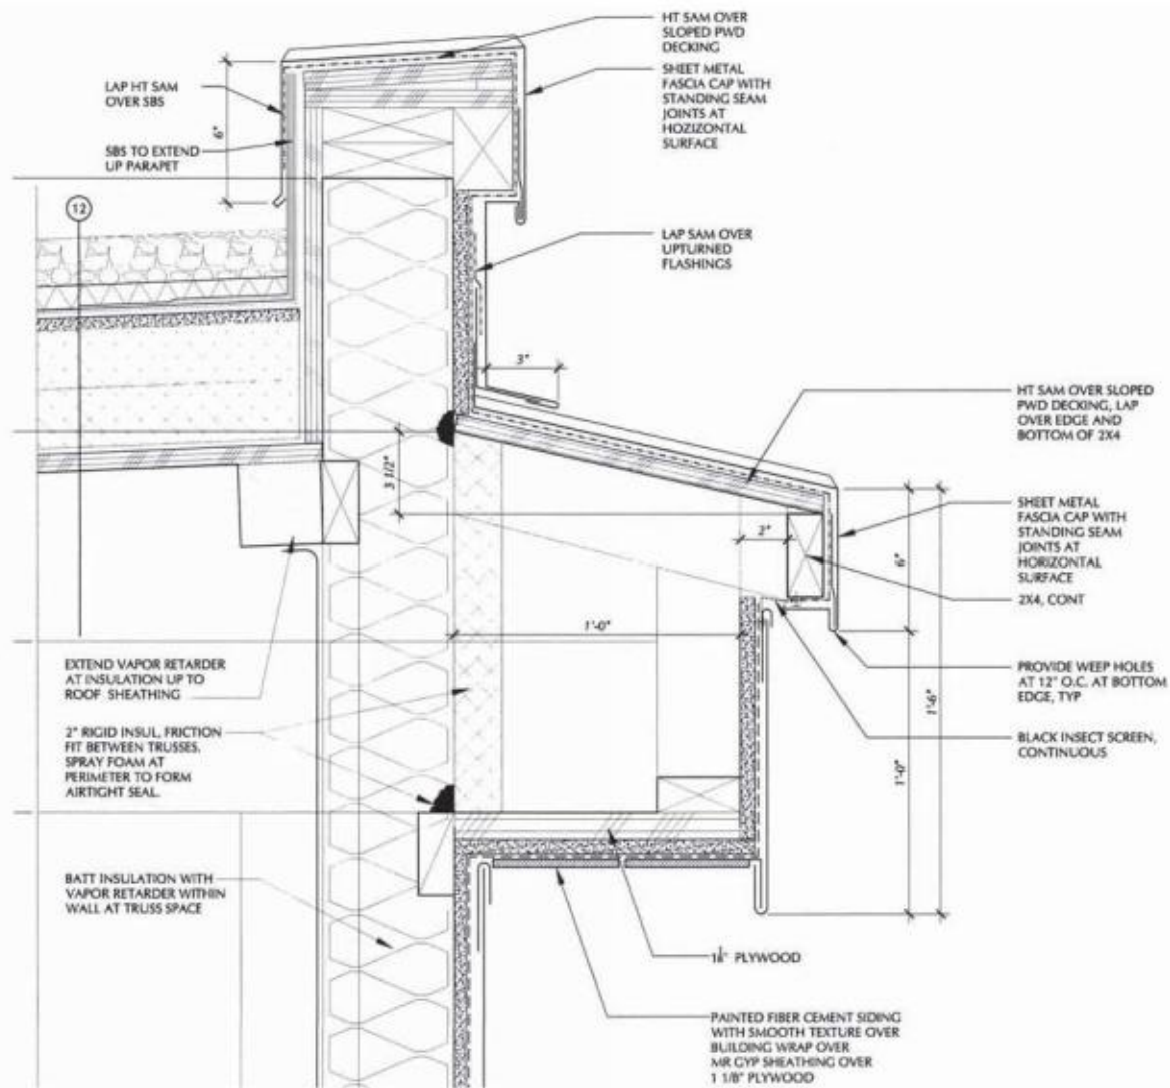 HT SAM OVER
SLOPED PWD
DECKING
SHEET METAL
FASCIA CAP WITH
STANDING SEAM
JOINTS AT
HOZIZONTAL
SURFACE
LAP HT SAM
OVER SBS
6"
SBS TO EXTEND
UP PARAPET
12
LAP SAM OVER
UPTURNED
FLASHINGS
3"
HT SAM OVER SLOPED
PWD DECKING, LAP
OVER EDGE AND
BOTTOM OF 2X4
3 1/2"
2"
SHEET METAL
FASCIA CAP WITH
STANDING SEAM
JOINTS AT
HORIZONTAL
SURFACE
6"
2X4, CONT
1'-0"
EXTEND VAPOR RETARDER
AT INSULATION UP TO
ROOF SHEATHING
PROVIDE WEEP HOLES
AT 12" O.C. AT BOTTOM
EDGE, TYP
1'-6"
2" RIGID INSUL, FRICTION
FIT BETWEEN TRUSSES.
SPRAY FOAM AT
PERIMETER TO FORM
AIRTIGHT SEAL.
BLACK INSECT SCREEN,
CONTINUOUS
1'-0"
BATT INSULATION WITH
VAPOR RETARDER WITHIN
WALL AT TRUSS SPACE
PLYWOOD
PAINTED FIBER CEMENT SIDING
WITH SMOOTH TEXTURE OVER
BUILDING WRAP OVER
MR GYP SHEATHING OVER
1 1/8" PLYWOOD